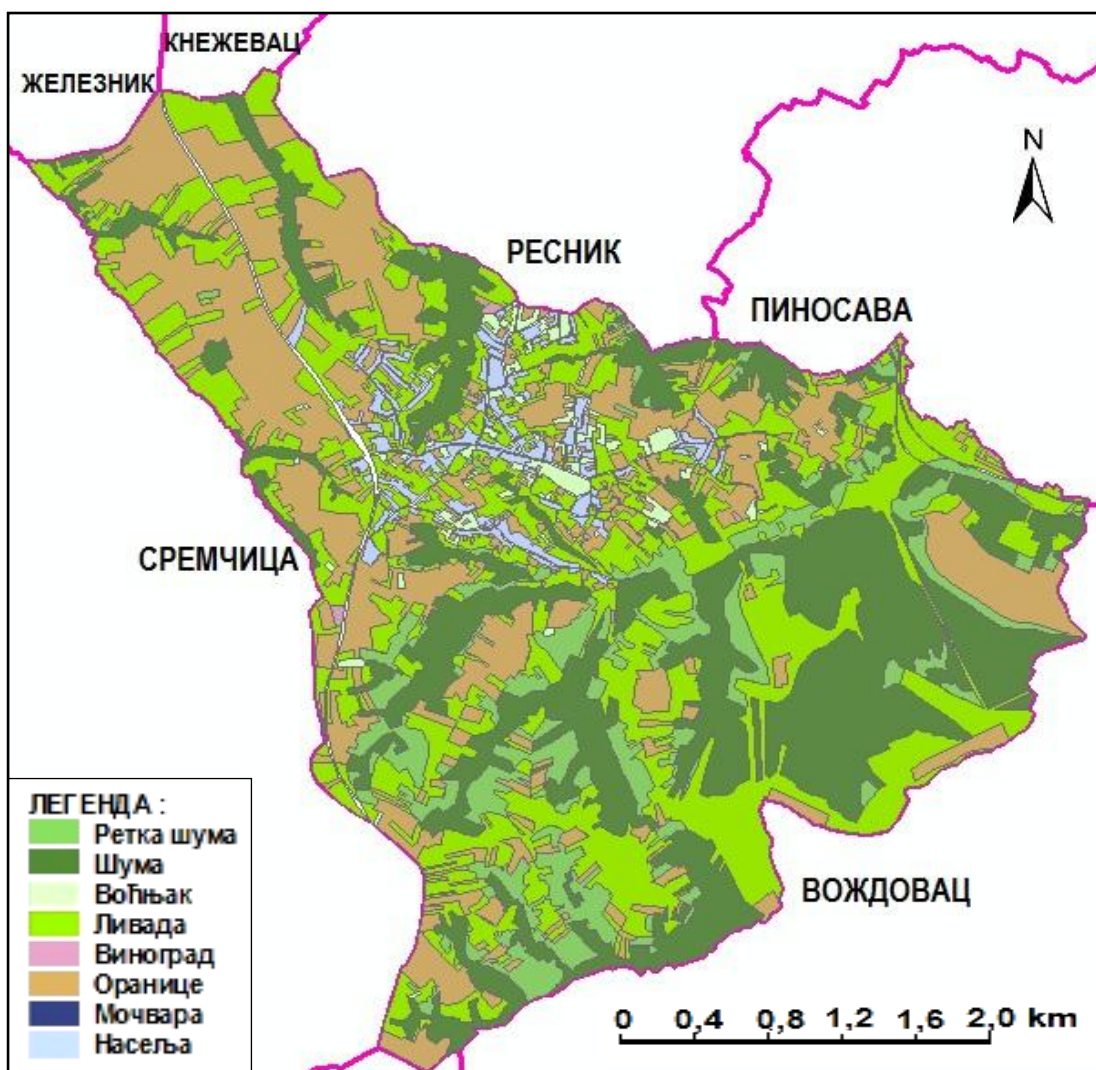 КНЕЖЕВАЦ
ЖЕЛЕЗНИК
N
РЕСНИК
ПИНОСАВА
СРЕМЧИЦА
ВОЖДОВАЦ
ЛЕГЕНДА :
Ретка шума
Шума
Воћњак
Ливада
Виноград
Оранице
Мочвара
Насеља
0 0,4 0,8 1,2 1,6 2,0 km